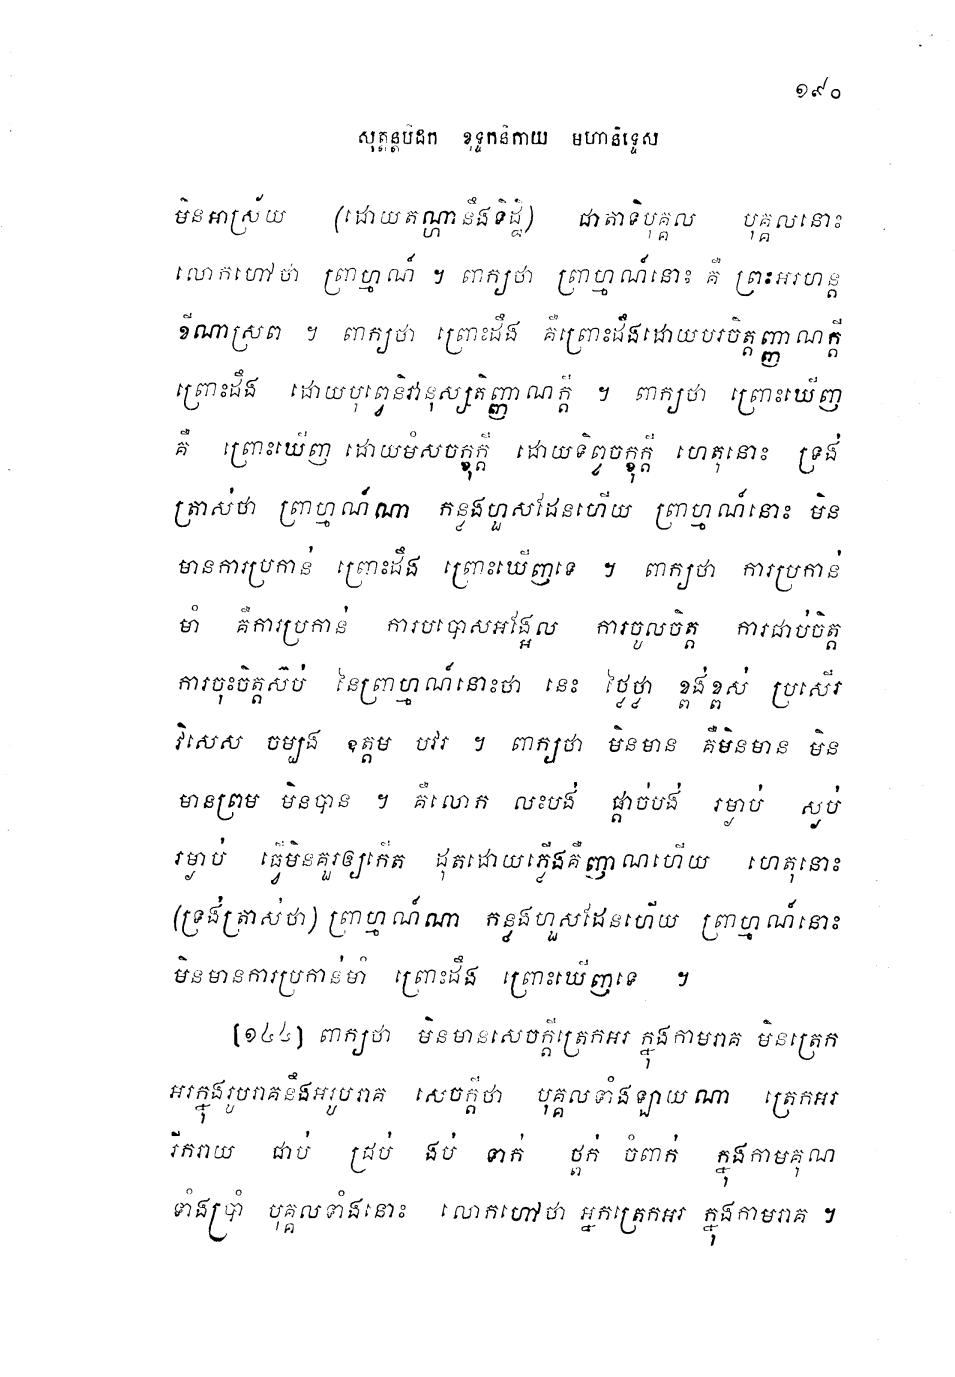 ១៩០
សុត្តន្តបិដក ខុទ្ទកនិកាយ មហានិទ្ទេស
មិនអាស្រ័យ (ដោយតណ្ហានឹងទិដ្ឋិ) ជាតាទិបុគ្គល បុគ្គលនោះ
លោកហៅថា ព្រាហ្មណ៍ ។ ពាក្យថា ព្រាហ្មណ៍នោះ គឺ ព្រះអរហន្ត
ខីណាស្រព ។ ពាក្យថា ព្រោះដឹង គឺព្រោះដឹងដោយបរចិត្តញ្ញាណក្តី
ព្រោះដឹង ដោយបុព្វេនិវានុស្សតិញ្ញាណក្តី ។ ពាក្យថា ព្រោះឃើញ
គឺ ព្រោះឃើញ ដោយមំសចក្ខុក្តី ដោយទិព្វចក្ខុក្តី ហេតុនោះ ទ្រង់
ត្រាស់ថា ព្រាហ្មណ៍ណា កន្លងហួសដែនហើយ ព្រាហ្មណ៍នោះ មិន
មានការប្រកាន់ ព្រោះដឹង ព្រោះឃើញទេ ។ ពាក្យថា ការប្រកាន់
មាំ គឺការប្រកាន់ ការបបោសអង្អែល ការចូលចិត្ត ការជាប់ចិត្ត
ការចុះចិត្តស៊ប់ នៃព្រាហ្មណ៍នោះថា នេះ ថ្លៃថ្លា ខ្ពង់ខ្ពស់ ប្រសើរ
វិសេស ចម្បង ឧត្តម បវរ ។ ពាក្យថា មិនមាន គឺមិនមាន មិន
មានព្រម មិនបាន ។ គឺលោក លះបង់ ផ្តាច់បង់ រម្ងាប់ ស្ងប់
រម្ងាប់ ធ្វើមិនគួរឲ្យកើត ដុតដោយភ្លើងគឺញាណហើយ ហេតុនោះ
(ទ្រង់ត្រាស់ថា) ព្រាហ្មណ៍ណា កន្លងហួសដែនហើយ ព្រាហ្មណ៍នោះ
មិនមានការប្រកាន់មាំ ព្រោះដឹង ព្រោះឃើញទេ ។
[១៤៤] ពាក្យថា មិនមានសេចក្តីត្រេកអរ ក្នុងកាមរាគ មិនត្រេក
អរក្នុងរូបរាគនឹងអរូបរាគ សេចក្តីថា បុគ្គលទាំងឡាយណា ត្រេកអរ
រីករាយ ជាប់ ជ្រប់ ងប់ ទាក់ ថ្ពក់ ចំពាក់ ក្នុងកាមគុណ
ទាំងប្រាំ បុគ្គលទាំងនោះ លោកហៅថា អ្នកត្រេកអរ ក្នុងកាមរាគ ។